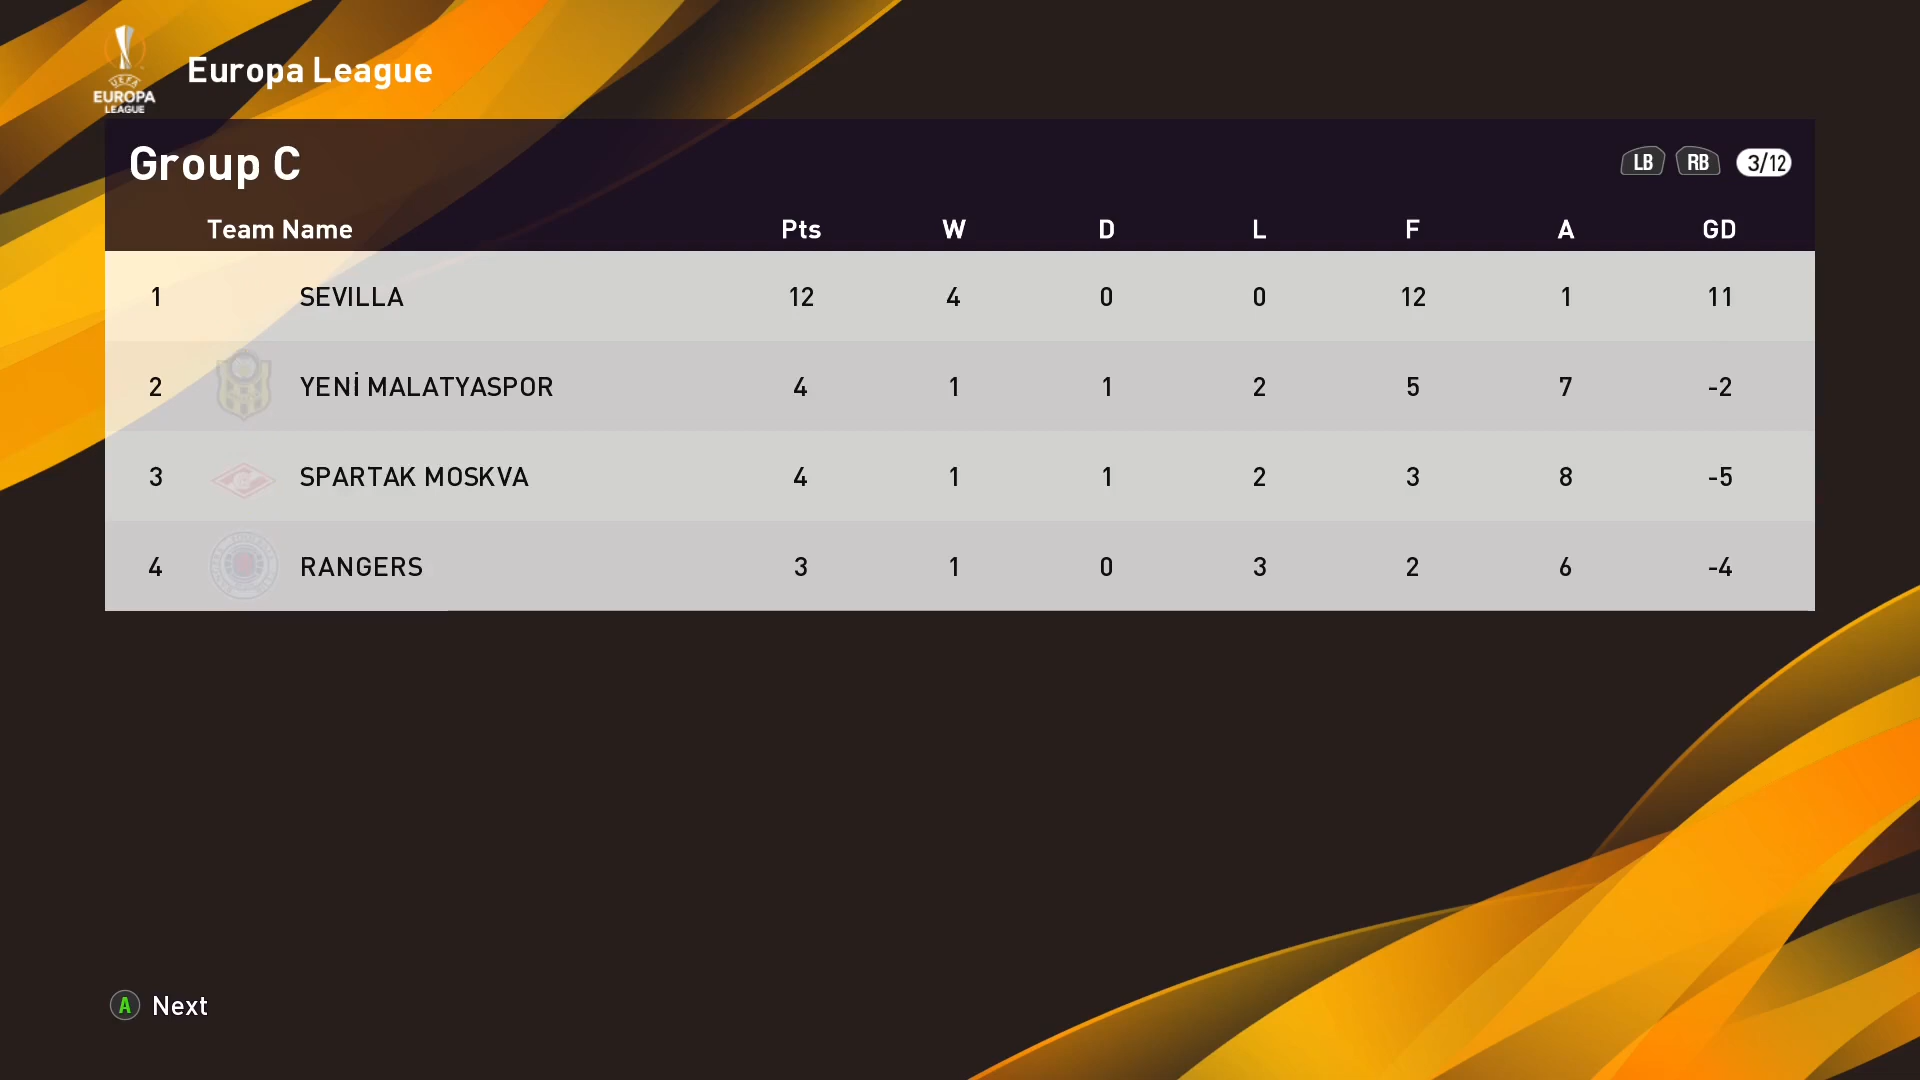 UEFA
EUROPA
LEAGUE
Europa League
Group C
LB RB 3/12
Team Name Pts W D L F A GD
1 SEVILLA 12 4 0 0 12 1 11
2 YENİ MALATYASPOR 4 1 1 2 5 7 -2
3 SPARTAK MOSKVA 4 1 1 2 3 8 -5
4 RANGERS 3 1 0 3 2 6 -4
A Next